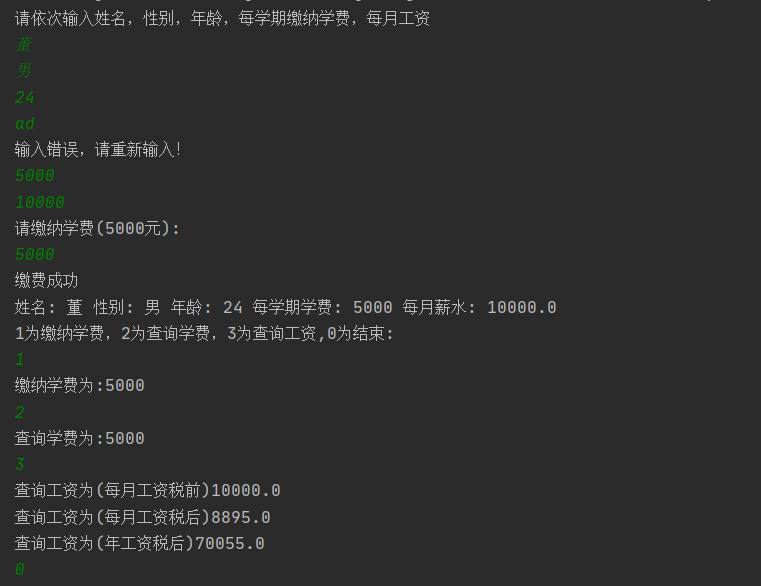 请依次输入姓名，性别，年龄，每学期缴纳学费，每月工资
董
男
24
ad
输入错误，请重新输入！
5000
10000
请缴纳学费(5000元):
5000
缴费成功
姓名: 董 性别: 男 年龄: 24 每学期学费: 5000 每月薪水: 10000.0
1为缴纳学费，2为查询学费，3为查询工资,0为结束:
1
缴纳学费为:5000
2
查询学费为:5000
3
查询工资为(每月工资税前)10000.0
查询工资为(每月工资税后)8895.0
查询工资为(年工资税后)70055.0
0